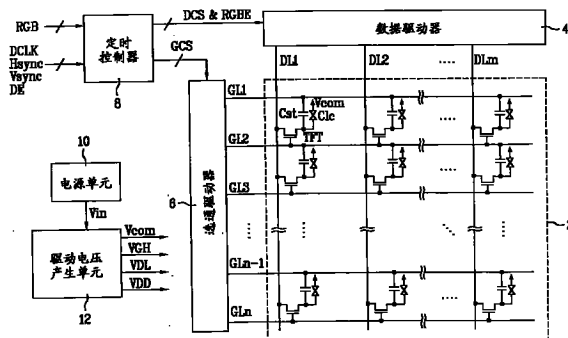 RGB
DCLK
Hsync
Vsync
DE
定时
控制器
8
DCS & RGBE
GCS
数据驱动器
4
DL1 DL2 ···· DLm
GL1
Vcom
Cst Clc
TFT
GL2
GL3
GLn-1
GLn
选通驱动器
6
2
10
电源单元
Vin
驱动电压
产生单元
12
Vcom
VGH
VDL
VDD